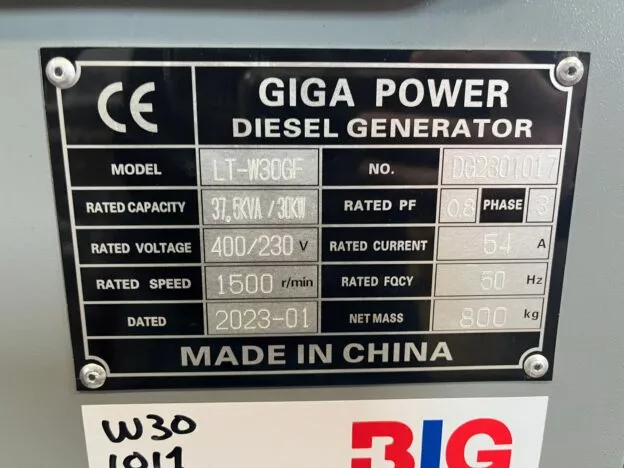 CE
GIGA POWER
DIESEL GENERATOR
MODEL LT-W30GF NO. DG2301017
RATED CAPACITY 37.5KVA/30KW RATED PF 0.8 PHASE 3
RATED VOLTAGE 400/230 V RATED CURRENT 54 A
RATED SPEED 1500 r/min RATED FQCY 50 Hz
DATED 2023-01 NET MASS 800 kg
MADE IN CHINA
W30
1017
BIG